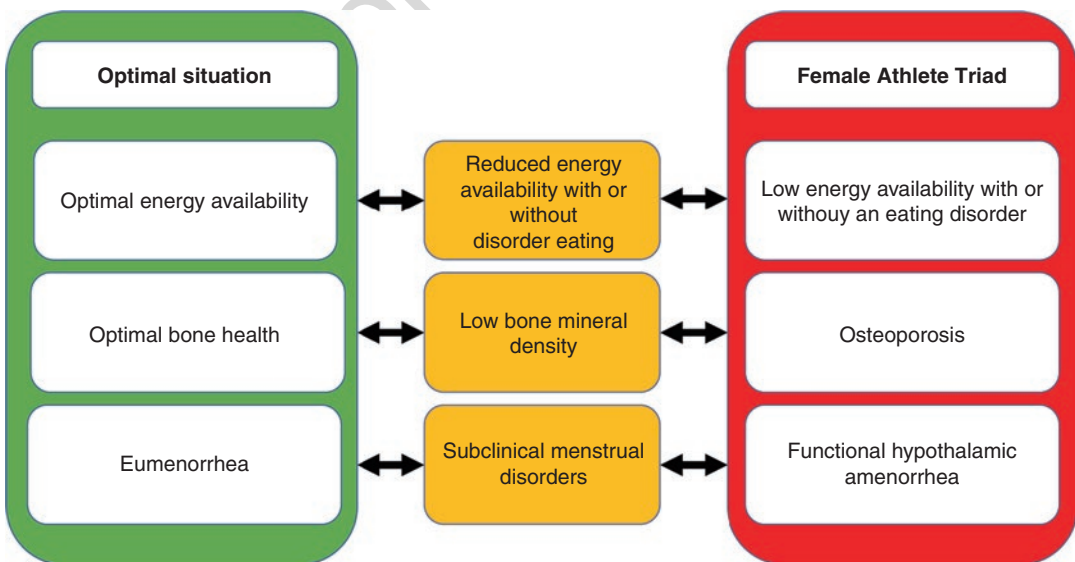 Optimal situation
Female Athlete Triad
Optimal energy availability
Reduced energy
availability with or
without
disorder eating
Low energy availability with or
withouy an eating disorder
Optimal bone health
Low bone mineral
density
Osteoporosis
Eumenorrhea
Subclinical menstrual
disorders
Functional hypothalamic
amenorrhea